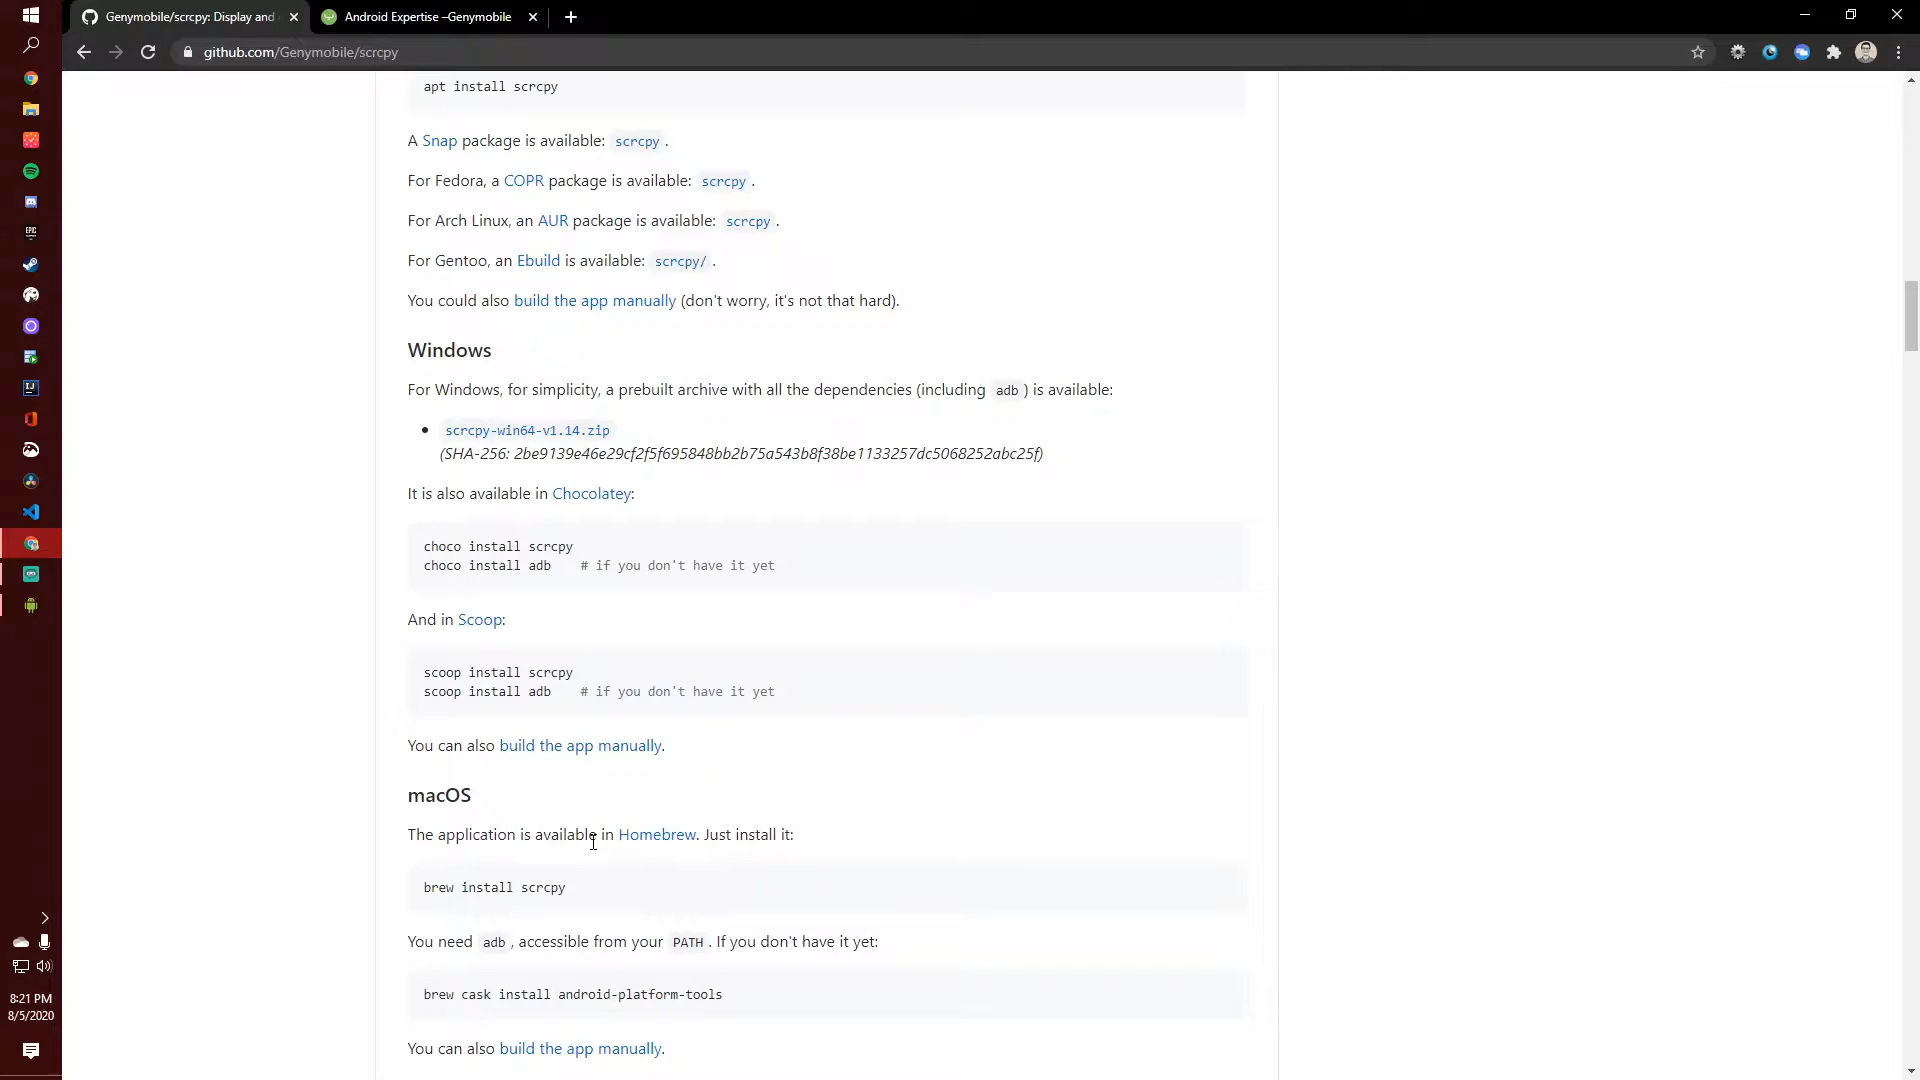 Genymobile/scrcpy: Display and
Android Expertise –Genymobile
github.com/Genymobile/scrcpy
apt install scrcpy
A Snap package is available: scrcpy .
For Fedora, a COPR package is available: scrcpy .
For Arch Linux, an AUR package is available: scrcpy .
For Gentoo, an Ebuild is available: scrcpy/ .
You could also build the app manually (don't worry, it's not that hard).
Windows
For Windows, for simplicity, a prebuilt archive with all the dependencies (including adb ) is available:
scrcpy-win64-v1.14.zip
(SHA-256: 2be9139e46e29cf2f5f695848bb2b75a543b8f38be1133257dc5068252abc25f)
It is also available in Chocolatey:
choco install scrcpy
choco install adb # if you don't have it yet
And in Scoop:
scoop install scrcpy
scoop install adb # if you don't have it yet
You can also build the app manually.
macOS
The application is available in Homebrew. Just install it:
brew install scrcpy
You need adb , accessible from your PATH . If you don't have it yet:
brew cask install android-platform-tools
You can also build the app manually.
EPIC
IJ
8:21 PM
8/5/2020